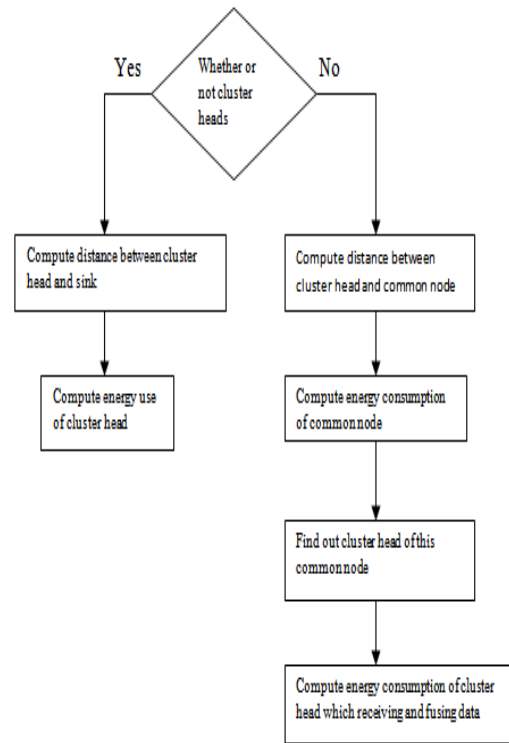 Yes
Whether or
not cluster
heads
No
Compute distance between cluster
head and sink
Compute distance between
cluster head and common node
Compute energy use
of cluster head
Compute energy consumption
of common node
Find out cluster head of this
common node
Compute energy consumption of cluster
head which receiving and fusing data